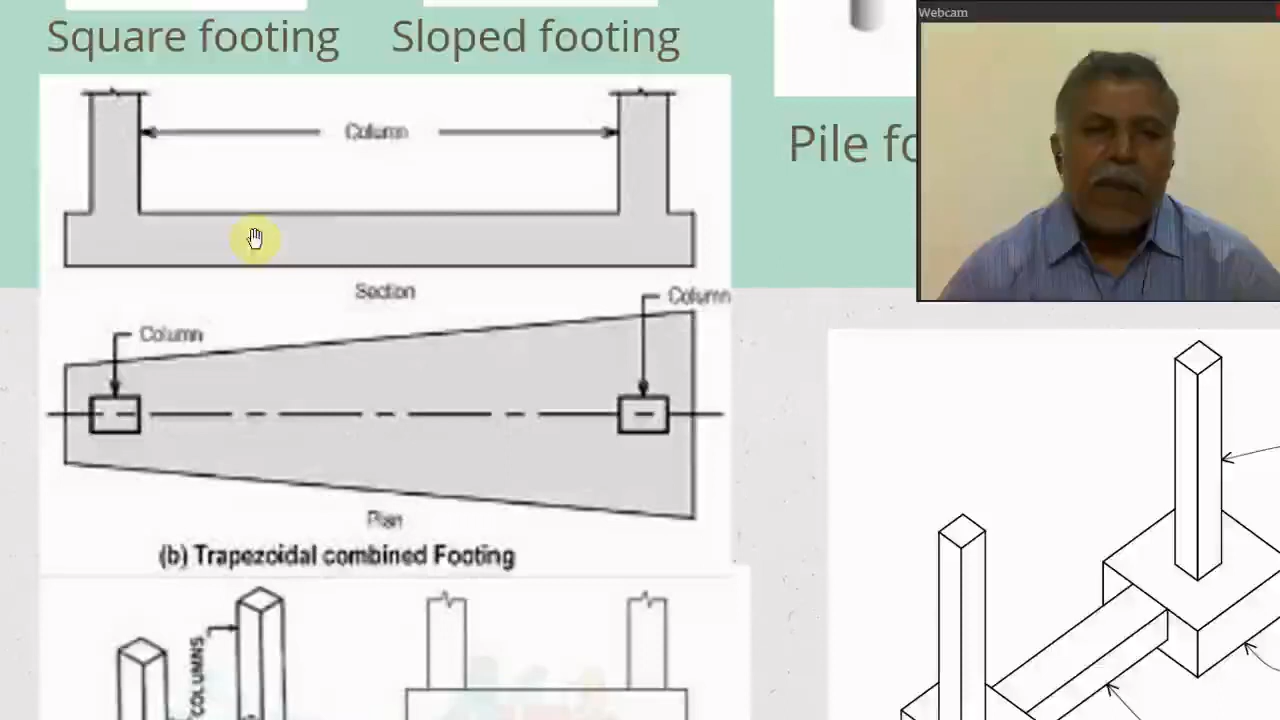 Webcam
Square footing
Sloped footing
Pile fo
Column
Section
Column
Column
Plan
(b) Trapezoidal combined Footing
COLUMNS